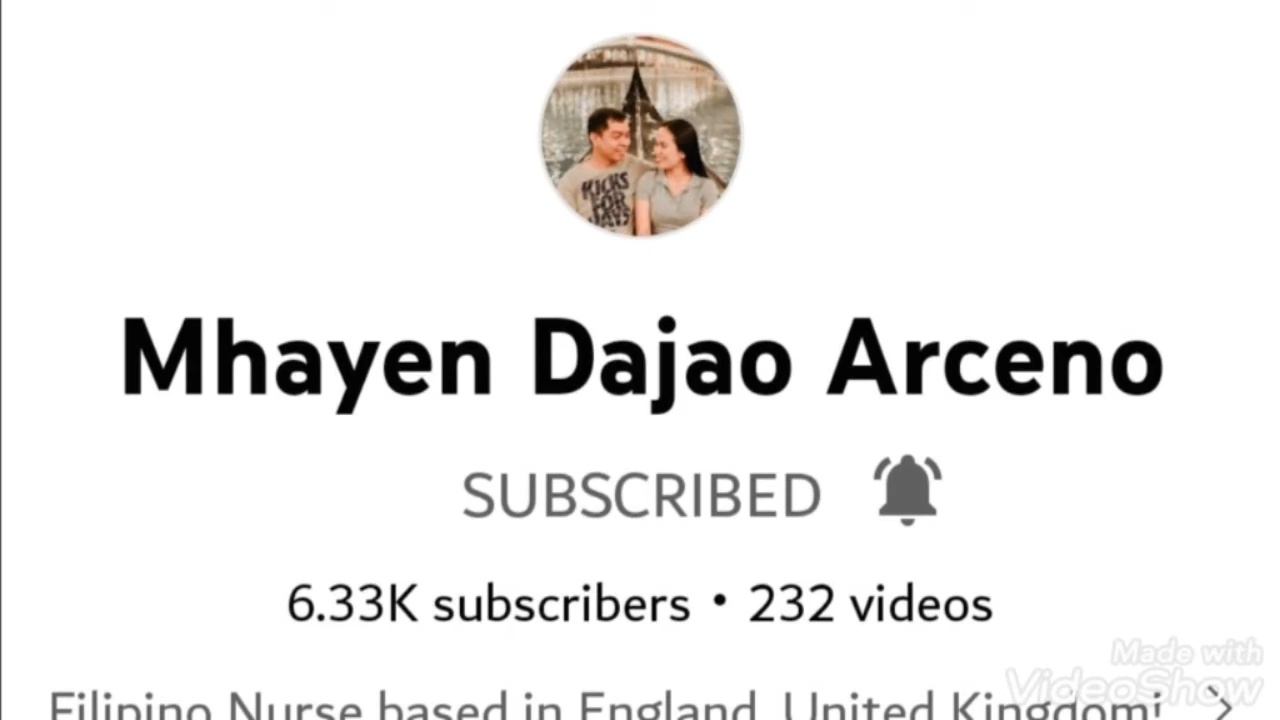 KICKS
FOR
DAYS
Mhayen Dajao Arceno
SUBSCRIBED
6.33K subscribers • 232 videos
Filipino Nurse based in England, United Kingdom!
Made with
VideoShow